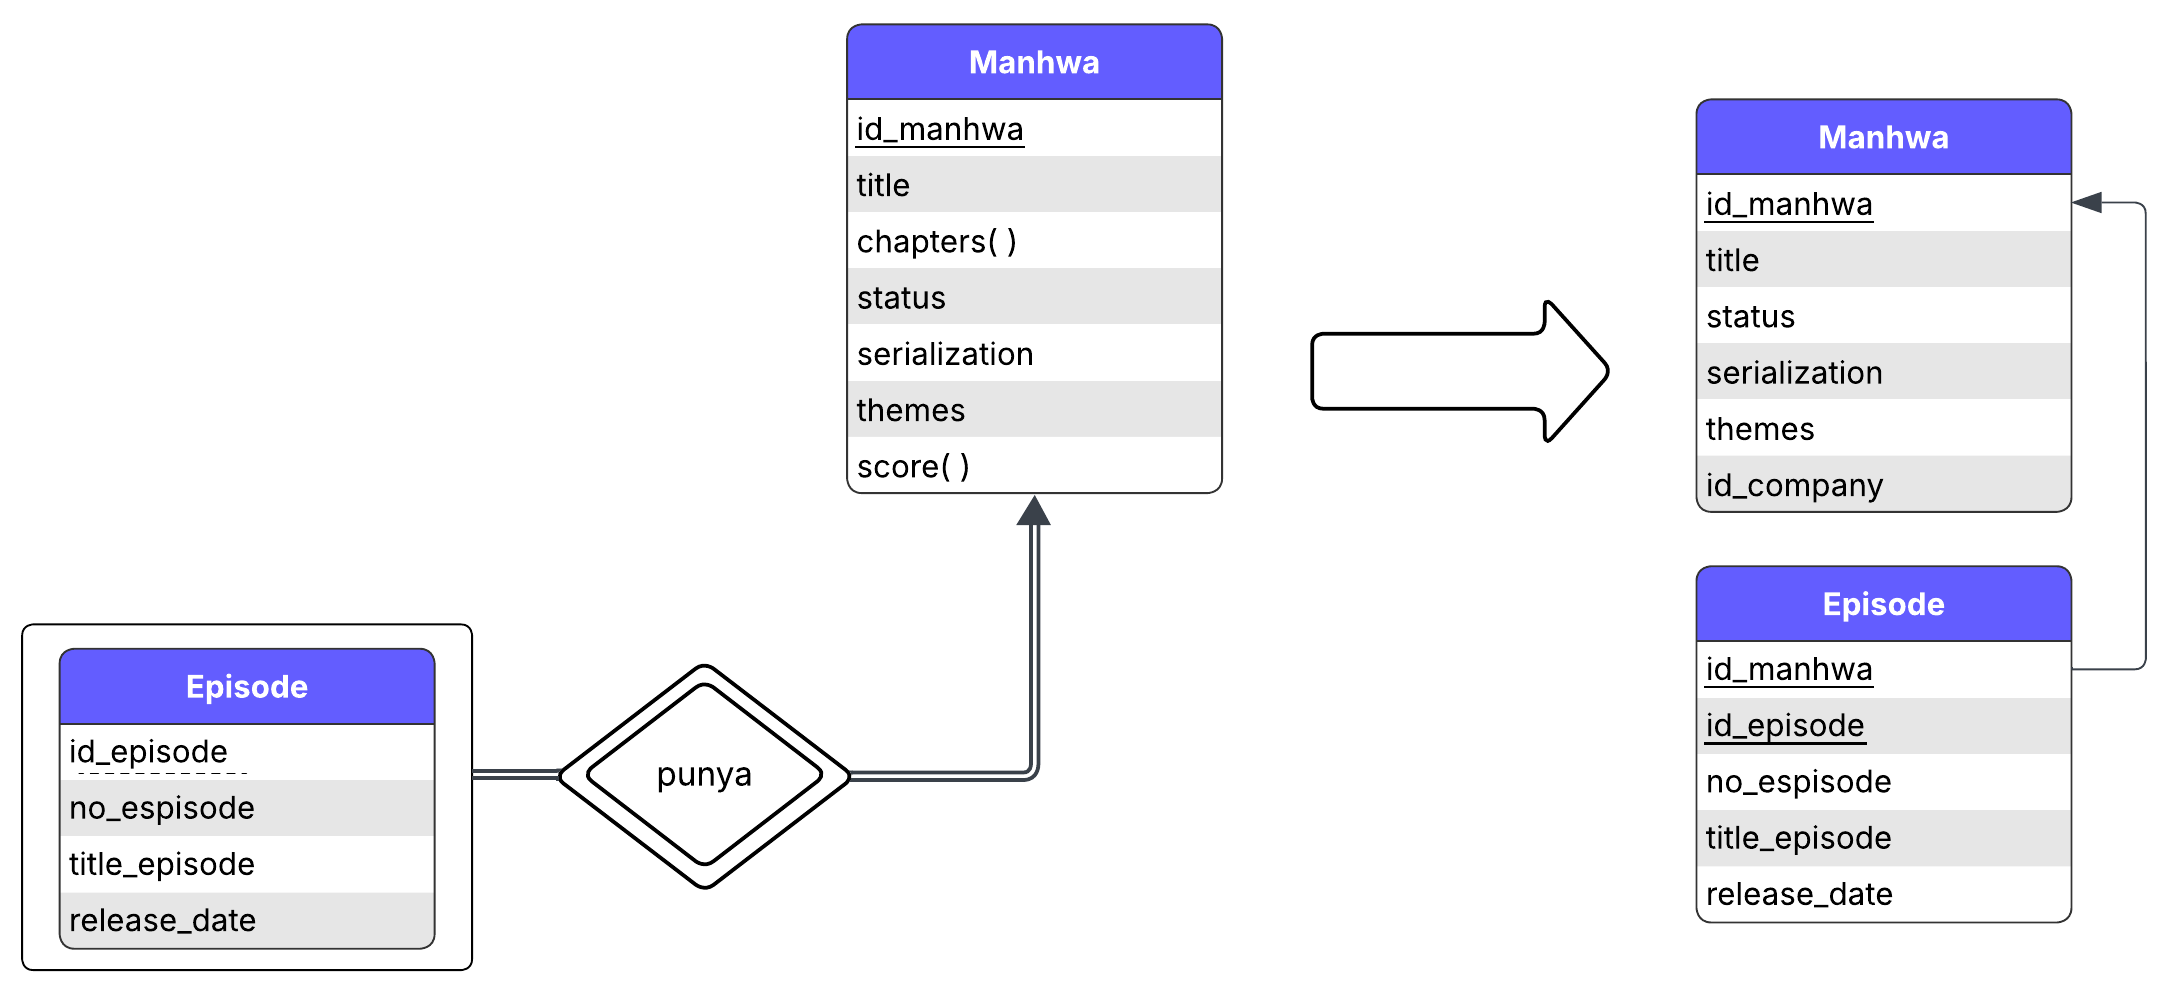 Manhwa
id_manhwa
title
chapters( )
status
serialization
themes
score( )
Episode
id_episode
no_espisode
title_episode
release_date
punya
Manhwa
id_manhwa
title
status
serialization
themes
id_company
Episode
id_manhwa
id_episode
no_espisode
title_episode
release_date